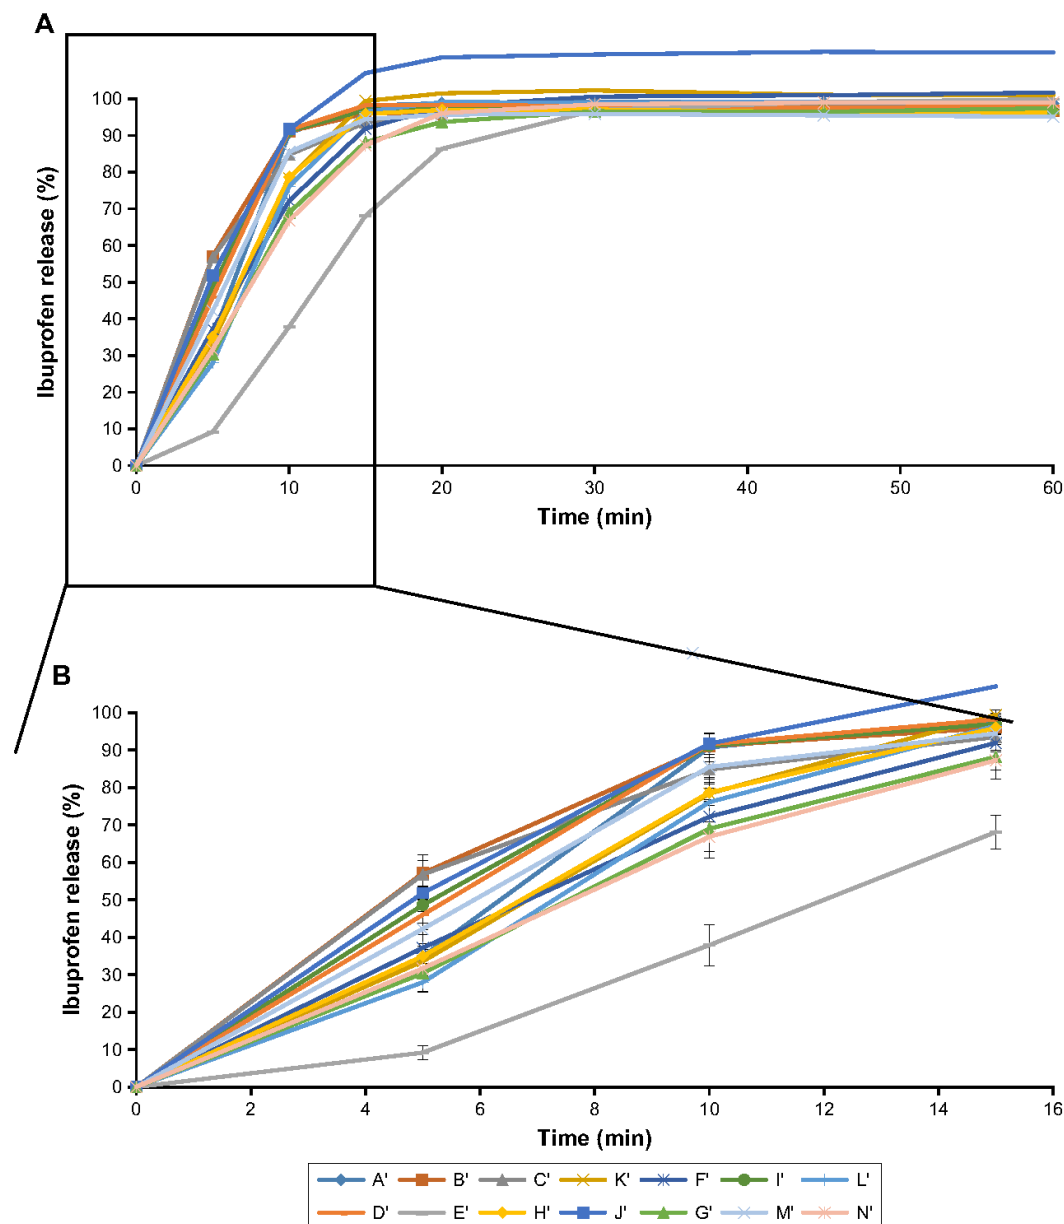 A
Ibuprofen release (%)
100
90
80
70
60
50
40
30
20
10
0
0 10 20 30 40 50 60
Time (min)
B
Ibuprofen release (%)
100
90
80
70
60
50
40
30
20
10
0
0 2 4 6 8 10 12 14 16
Time (min)
A' B' C' K' F' I' L'
D' E' H' J' G' M' N'